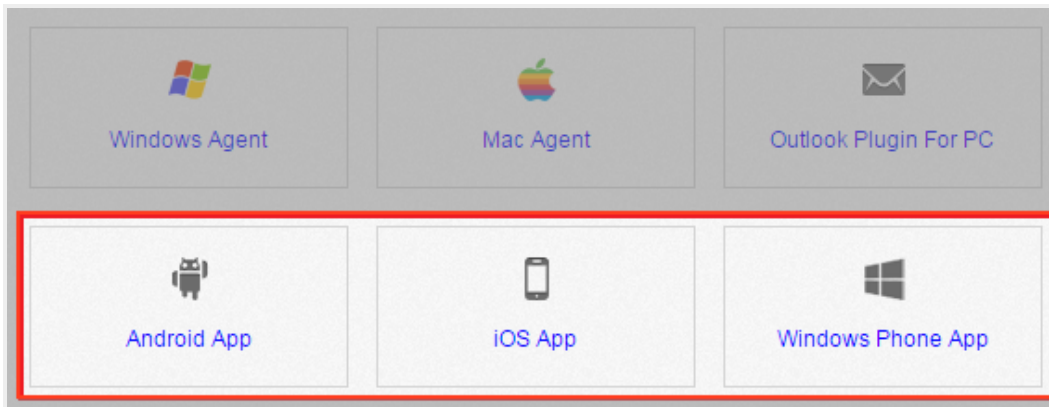 Windows Agent
Mac Agent
Outlook Plugin For PC
Android App
iOS App
Windows Phone App